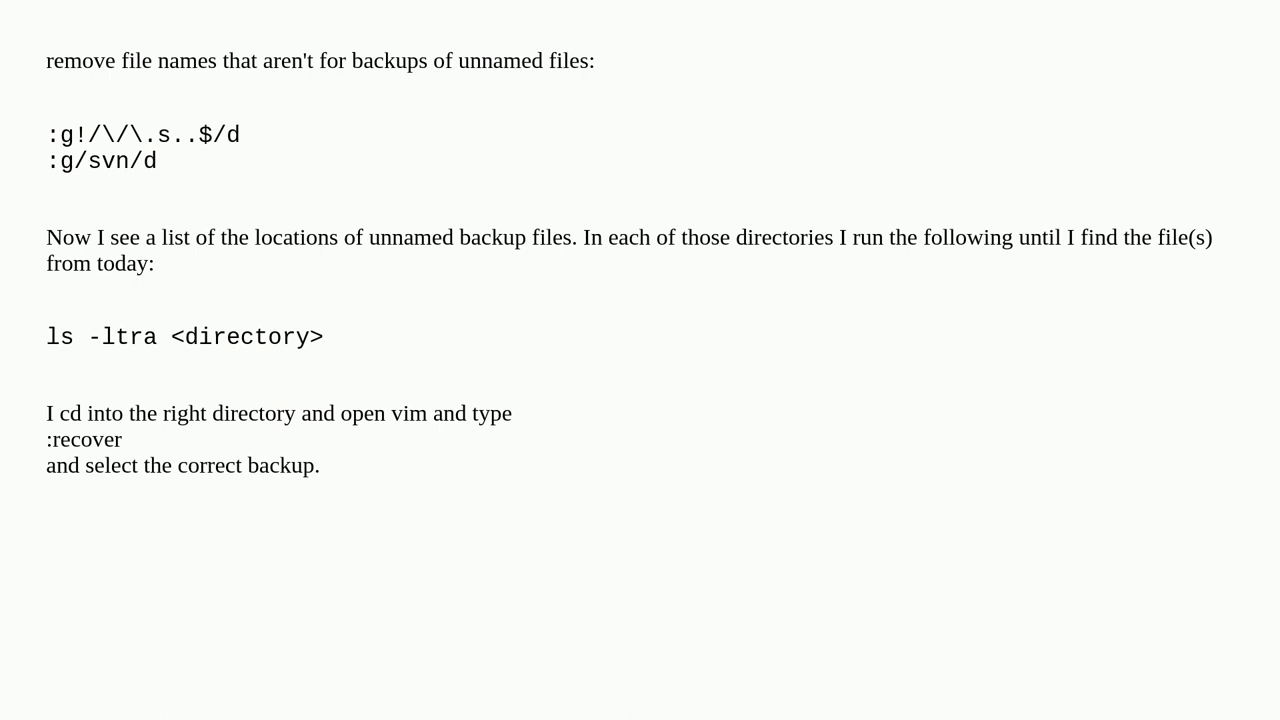 remove file names that aren't for backups of unnamed files:
:g!/\/\.s..$/d
:g/svn/d
Now I see a list of the locations of unnamed backup files. In each of those directories I run the following until I find the file(s)
from today:
ls -ltra <directory>
I cd into the right directory and open vim and type
:recover
and select the correct backup.